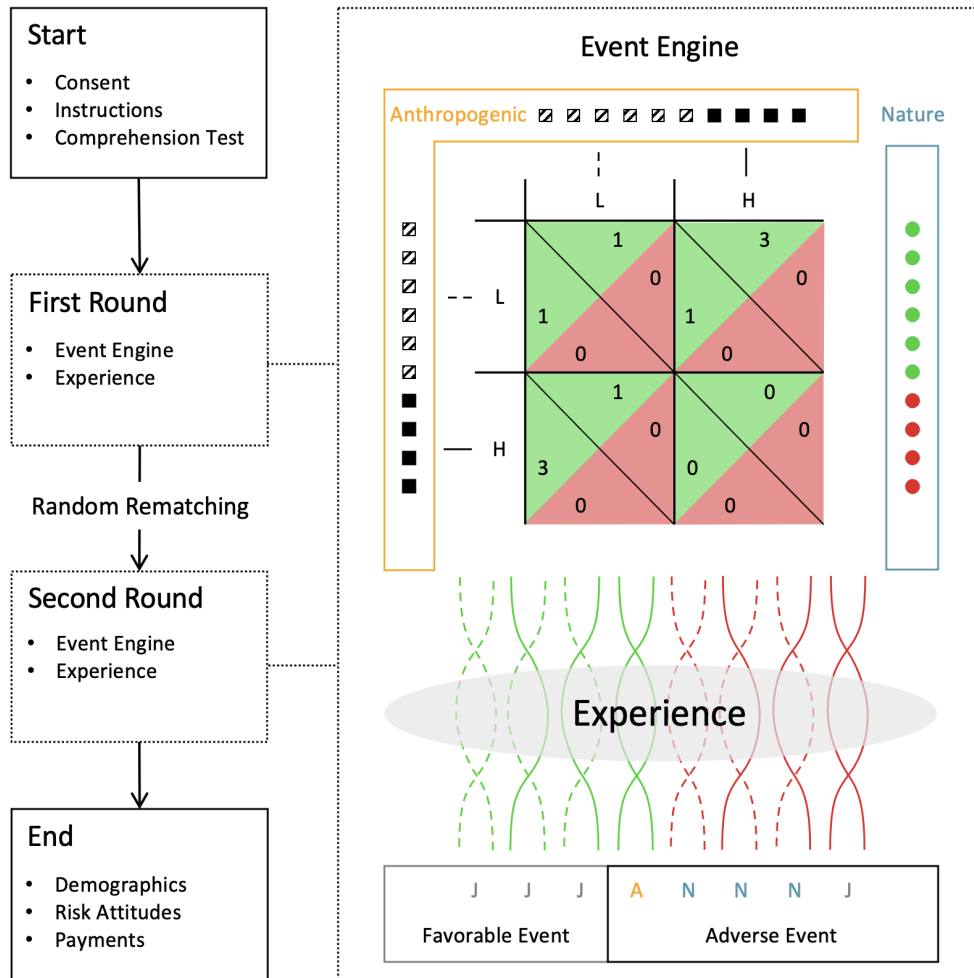 Start
• Consent
• Instructions
• Comprehension Test
First Round
• Event Engine
• Experience
Random Rematching
Second Round
• Event Engine
• Experience
End
• Demographics
• Risk Attitudes
• Payments
Event Engine
Anthropogenic
Nature
L H
1 3
0 0
L
1 1
0 0
1 0
0 0
H
3 0
0 0
Experience
J J J A N N N J
Favorable Event Adverse Event